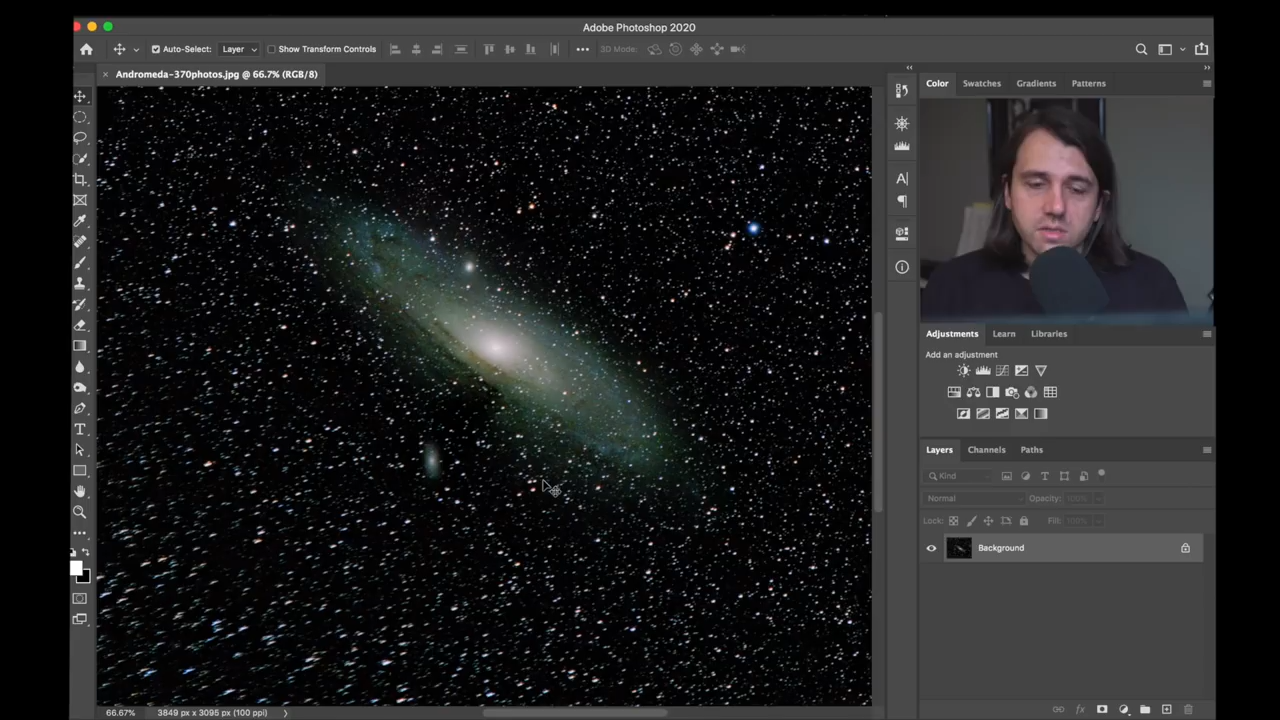 Adobe Photoshop 2020
Auto-Select: Layer Show Transform Controls 3D Mode:
Andromeda-370photos.jpg @ 66.7% (RGB/8)
Color Swatches Gradients Patterns
Adjustments Learn Libraries
Add an adjustment
Layers Channels Paths
Kind
Normal Opacity: 100%
Lock: Fill: 100%
Background
66.67% 3849 px x 3095 px (100 ppi)